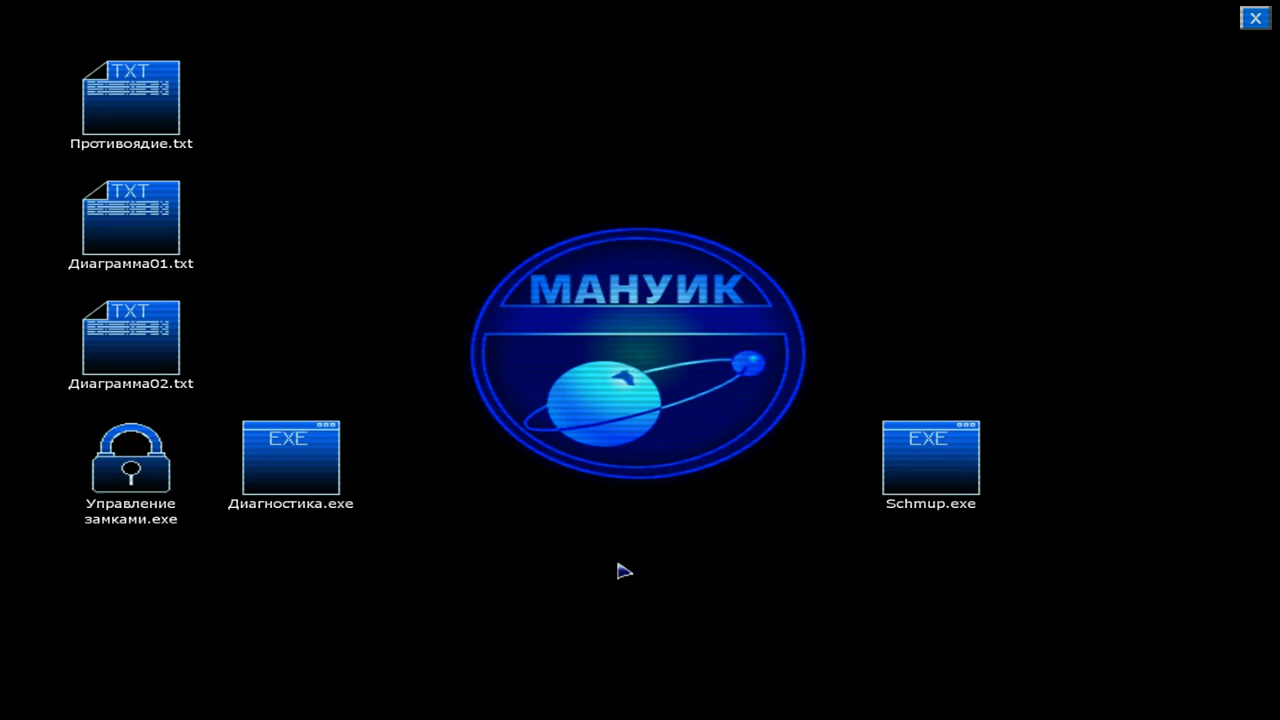 X
TXT
Противоядие.txt
TXT
Диаграмма01.txt
TXT
Диаграмма02.txt
МАНУИК
Управление
замками.exe
EXE
Диагностика.exe
EXE
Schmup.exe